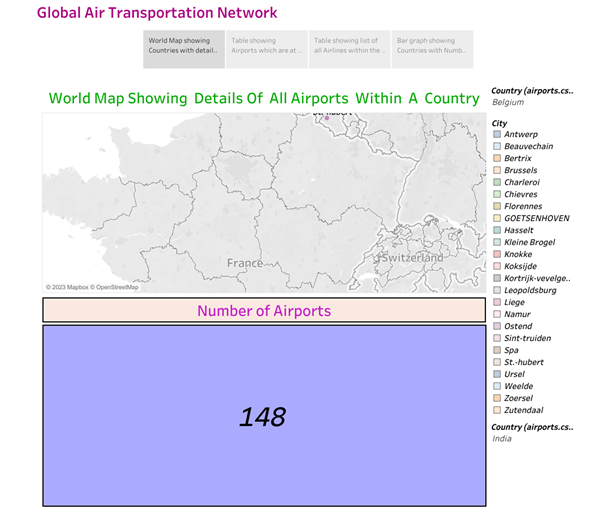 Global Air Transportation Network
World Map showing
Countries with detail..
Table showing
Airports which are at ..
Table showing list of
all Airlines within the ..
Bar graph showing
Countries with Numb..
World Map Showing Details Of All Airports Within A Country
France
Switzerland
© 2023 Mapbox © OpenStreetMap
Number of Airports
148
Country (airports.cs..
Belgium
City
Antwerp
Beauvechain
Bertrix
Brussels
Charleroi
Chievres
Florennes
GOETSENHOVEN
Hasselt
Kleine Brogel
Knokke
Koksijde
Kortrijk-vevelge..
Leopoldsburg
Liege
Namur
Ostend
Sint-truiden
Spa
St.-hubert
Ursel
Weelde
Zoersel
Zutendaal
Country (airports.cs..
India